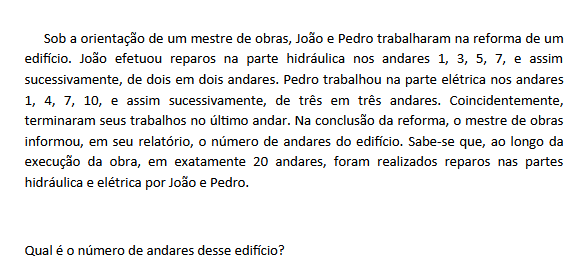 Sob a orientação de um mestre de obras, João e Pedro trabalharam na reforma de um
edifício. João efetuou reparos na parte hidráulica nos andares 1, 3, 5, 7, e assim
sucessivamente, de dois em dois andares. Pedro trabalhou na parte elétrica nos andares
1, 4, 7, 10, e assim sucessivamente, de três em três andares. Coincidentemente,
terminaram seus trabalhos no último andar. Na conclusão da reforma, o mestre de obras
informou, em seu relatório, o número de andares do edifício. Sabe-se que, ao longo da
execução da obra, em exatamente 20 andares, foram realizados reparos nas partes
hidráulica e elétrica por João e Pedro.
Qual é o número de andares desse edifício?